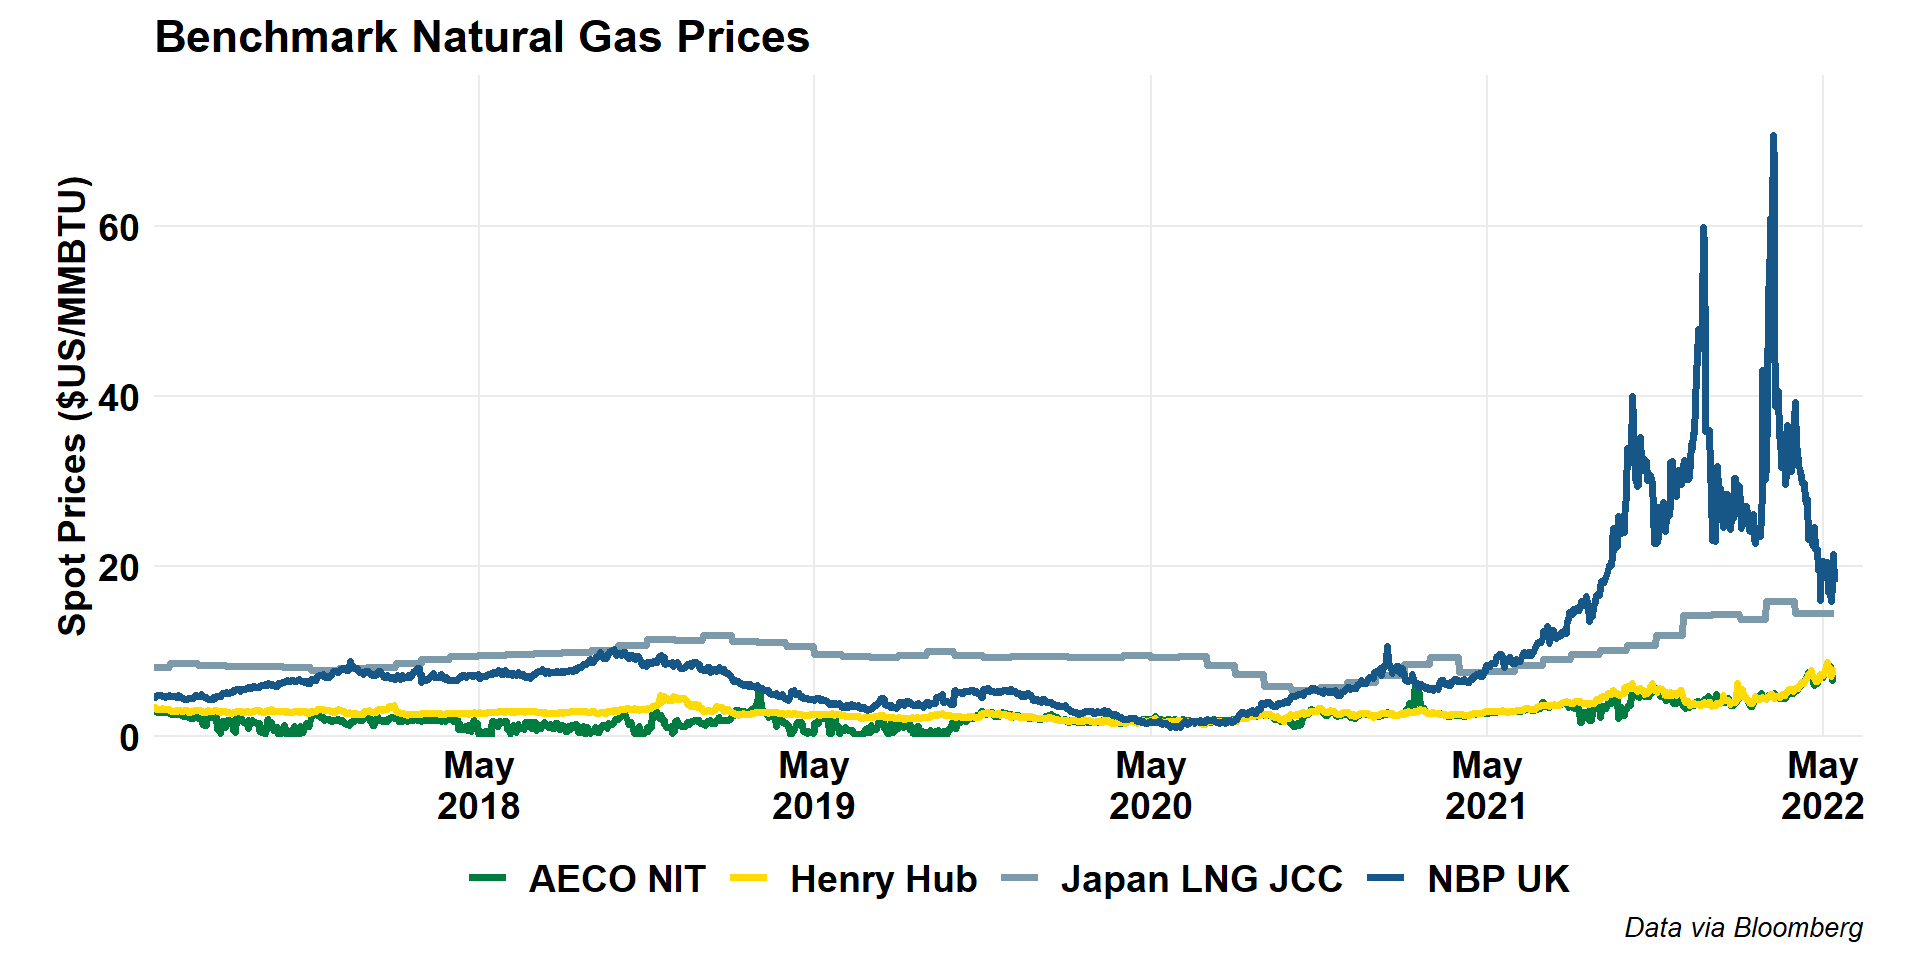 Benchmark Natural Gas Prices
Spot Prices ($US/MMBTU)
60
40
20
0
May
2018
May
2019
May
2020
May
2021
May
2022
AECO NIT
Henry Hub
Japan LNG JCC
NBP UK
Data via Bloomberg